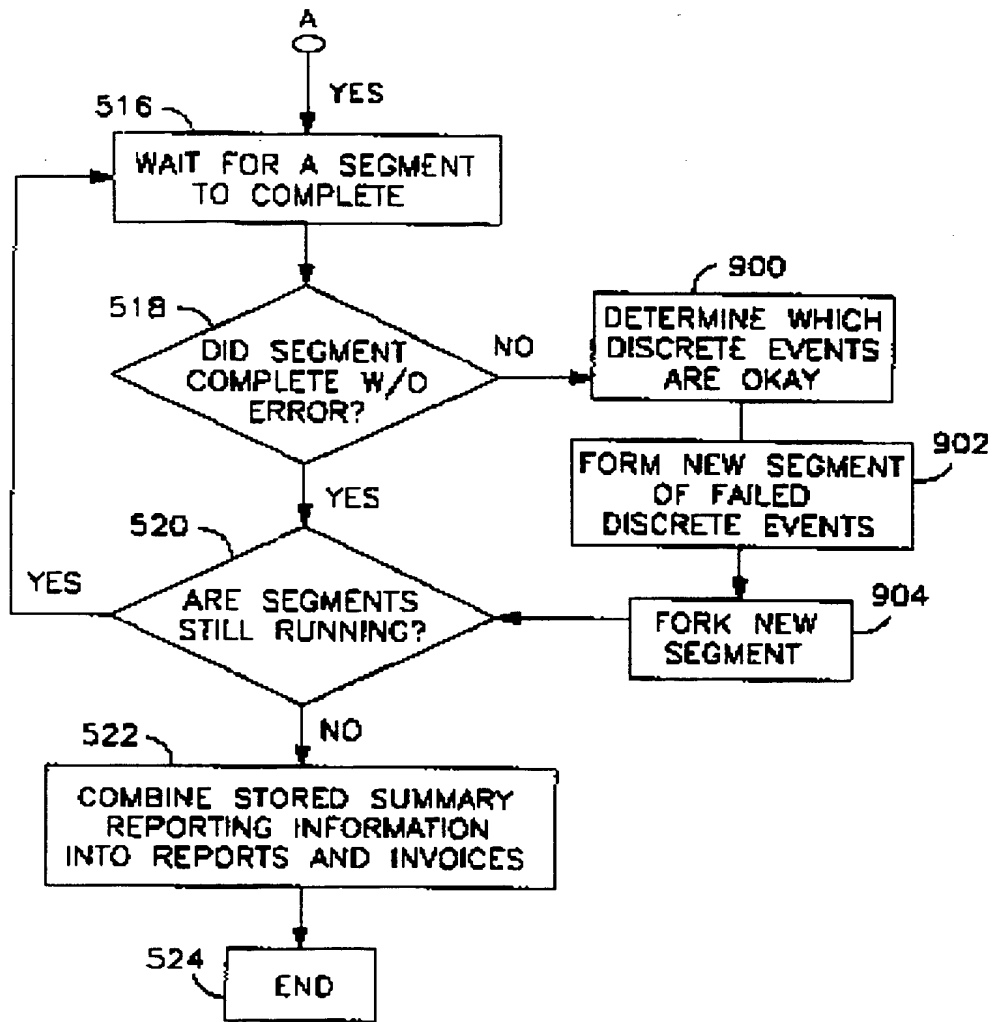 A
YES
516
WAIT FOR A SEGMENT
TO COMPLETE
518
DID SEGMENT
COMPLETE W/O
ERROR?
NO
900
DETERMINE WHICH
DISCRETE EVENTS
ARE OKAY
902
FORM NEW SEGMENT
OF FAILED
DISCRETE EVENTS
904
FORK NEW
SEGMENT
YES
520
YES
ARE SEGMENTS
STILL RUNNING?
NO
522
COMBINE STORED SUMMARY
REPORTING INFORMATION
INTO REPORTS AND INVOICES
524
END